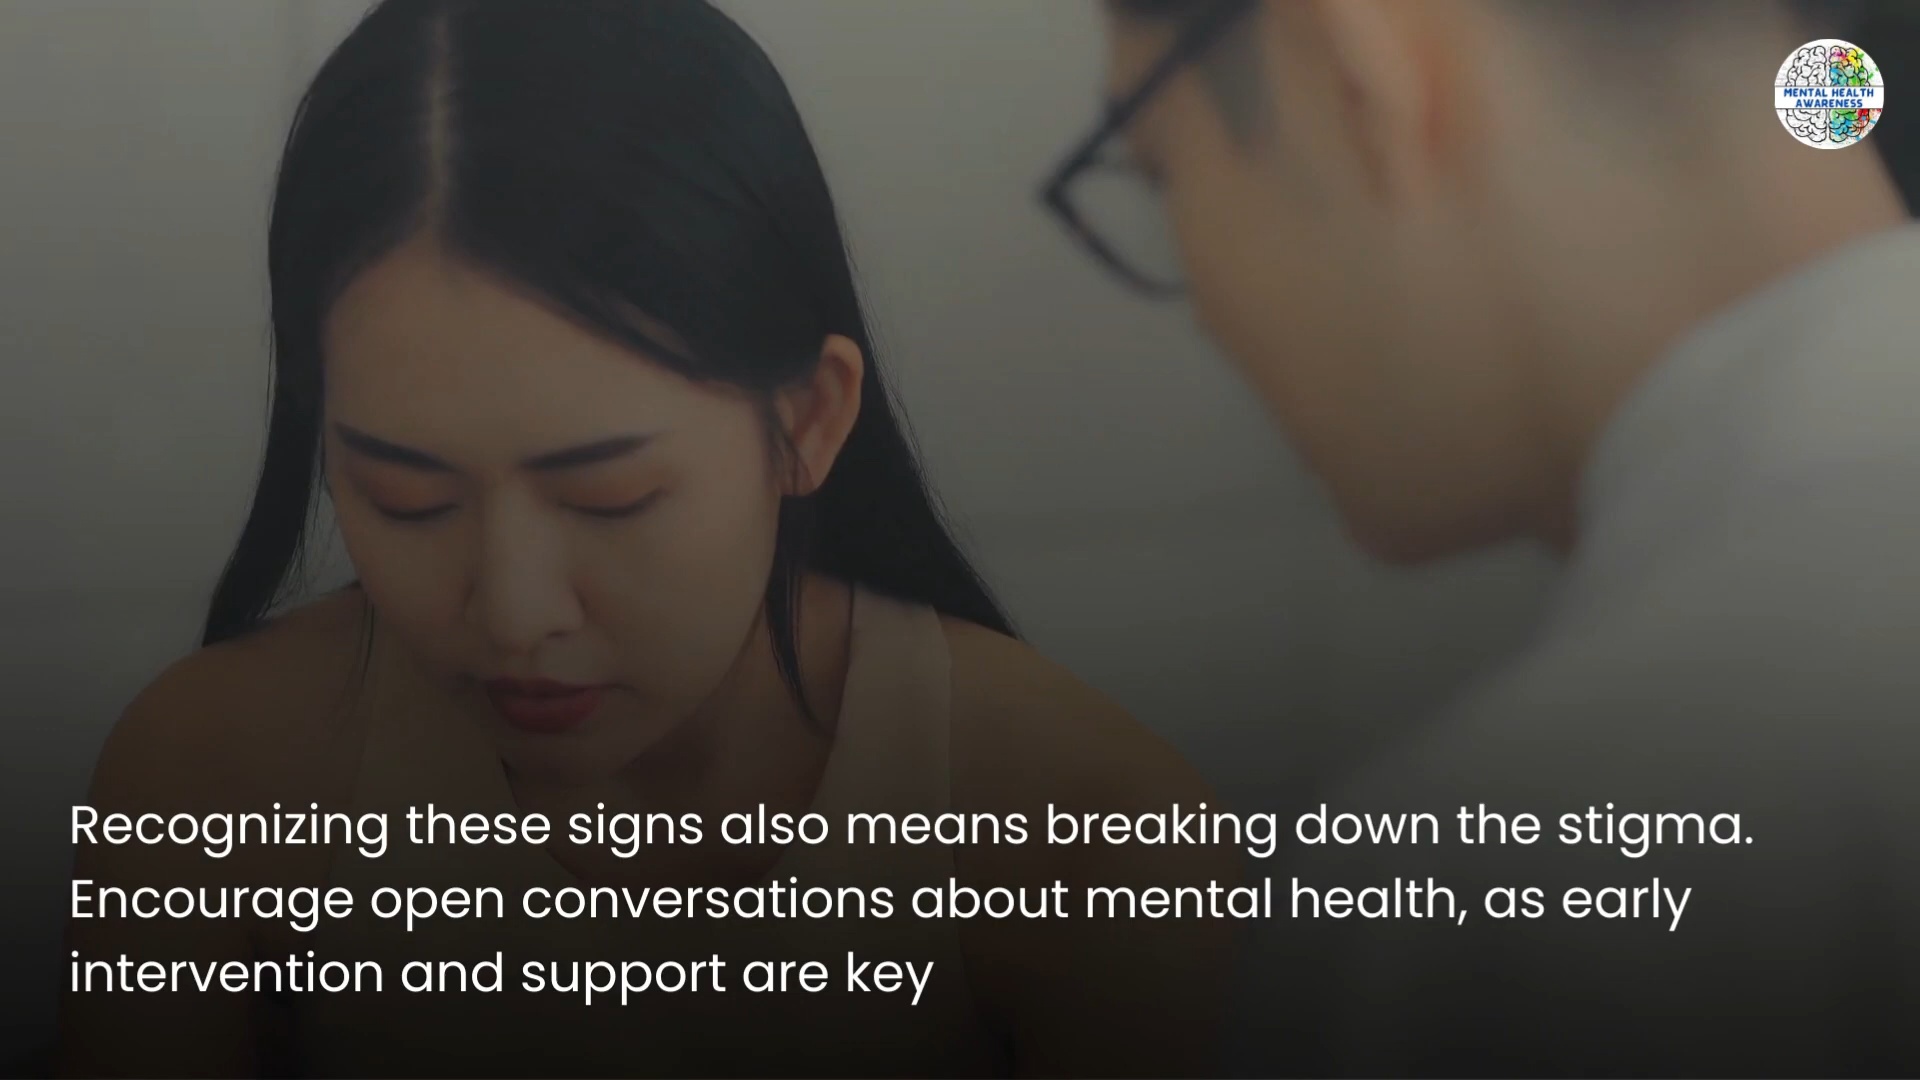 MENTAL HEALTH
AWARENESS
Recognizing these signs also means breaking down the stigma.
Encourage open conversations about mental health, as early
intervention and support are key